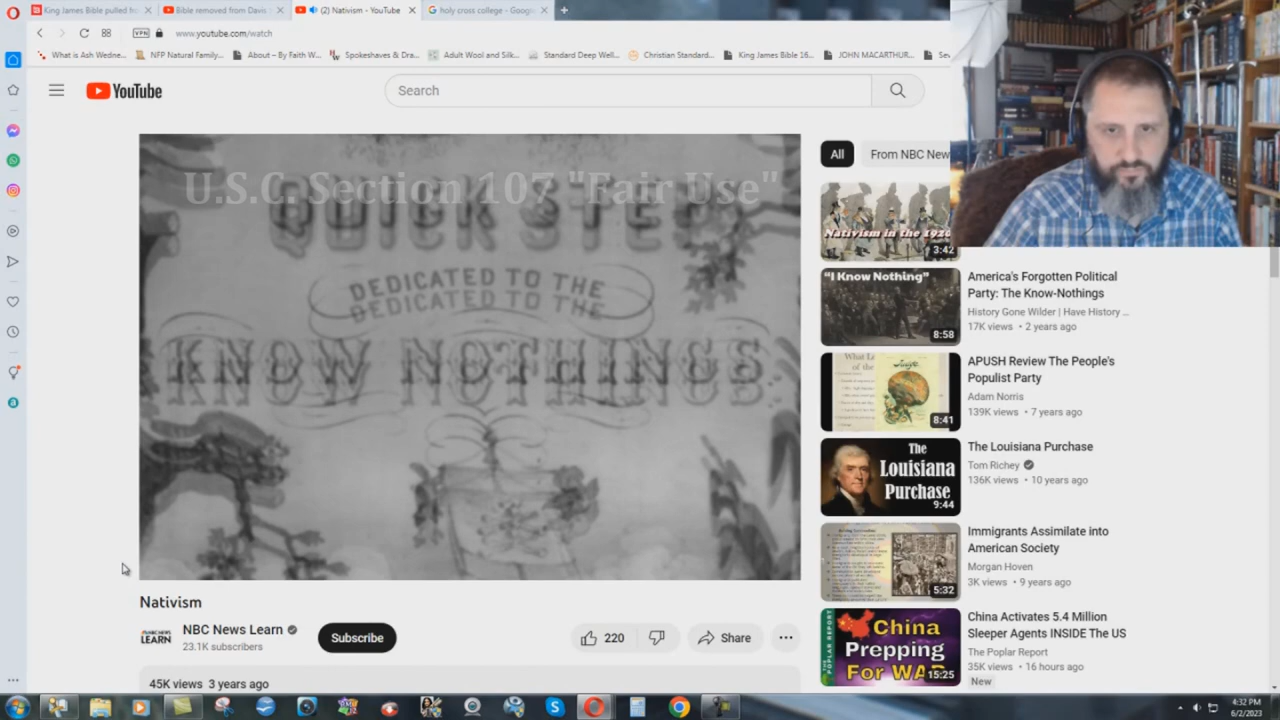 King James Bible pulled fro
Bible removed from Davis S
(2) Nativism - YouTube
holy cross college - Google
VPN
www.youtube.com/watch
What is Ash Wedne...
NFP Natural Family...
About – By Faith W...
Spokeshaves & Dra...
Adult Wool and Silk...
Standard Deep Well...
Christian Standard...
King James Bible 16...
JOHN MACARTHUR...
YouTube
Search
U.S.C. Section 107 "Fair Use"
QUICK STEP
DEDICATED TO THE
KNOW NOTHINGS
All
From NBC New
Nativism in the 1920
3:42
"I Know Nothing"
8:58
America's Forgotten Political
Party: The Know-Nothings
History Gone Wilder | Have History ...
17K views • 2 years ago
8:41
APUSH Review The People's
Populist Party
Adam Norris
139K views • 7 years ago
The
Louisiana
Purchase
9:44
The Louisiana Purchase
Tom Richey
136K views • 10 years ago
5:32
Immigrants Assimilate into
American Society
Morgan Hoven
3K views • 9 years ago
China
Prepping
For WA
15:25
China Activates 5.4 Million
Sleeper Agents INSIDE The US
The Poplar Report
35K views • 16 hours ago
New
Nativism
NBC NEWS
LEARN
NBC News Learn
23.1K subscribers
Subscribe
220
Share
45K views 3 years ago
4:32 PM
6/2/2023